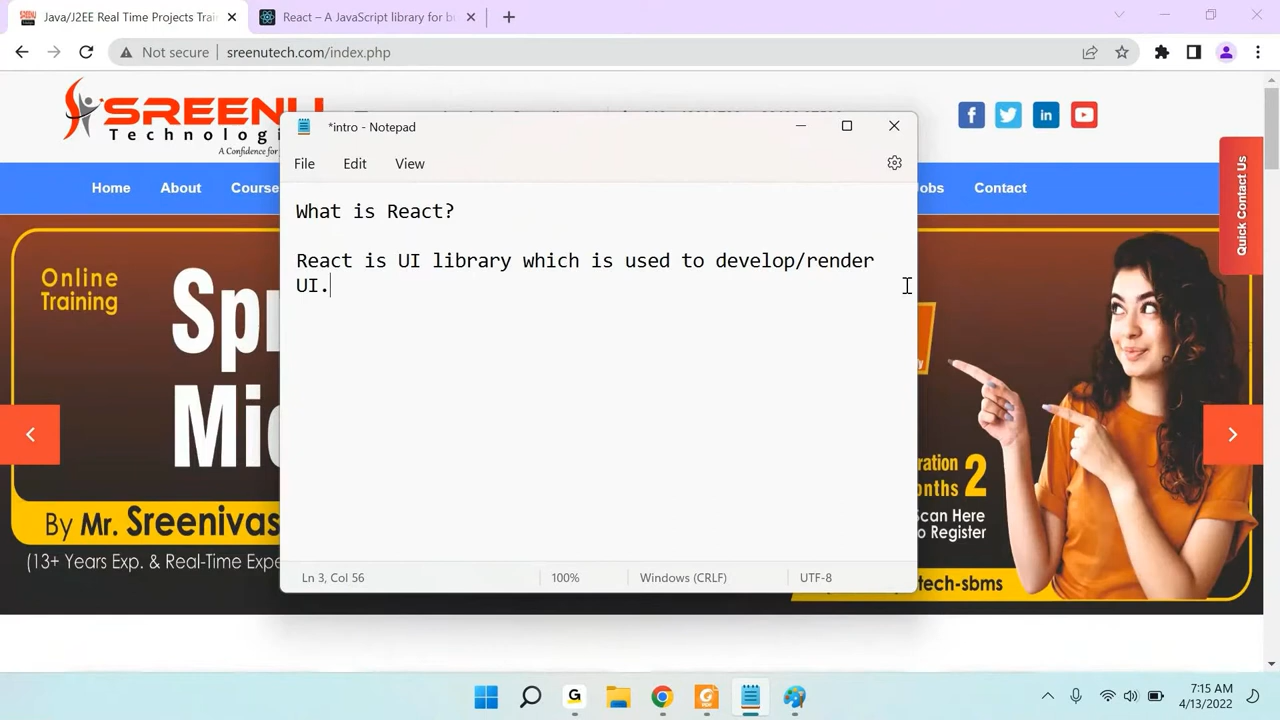 Java/J2EE Real Time Projects Trai
React – A JavaScript library for b
Not secure
sreenutech.com/index.php
SREENU
Technologi
A Confidence for
*intro - Notepad
File Edit View
Home About Course
Jobs Contact
Quick Contact Us
What is React?
React is UI library which is used to develop/render
UI.
Online
Training
Spr
Mic
By Mr. Sreenivas
(13+ Years Exp. & Real-Time Expe
ration
nths 2
Scan Here
to Register
tech-sbms
Ln 3, Col 56 100% Windows (CRLF) UTF-8
7:15 AM
4/13/2022